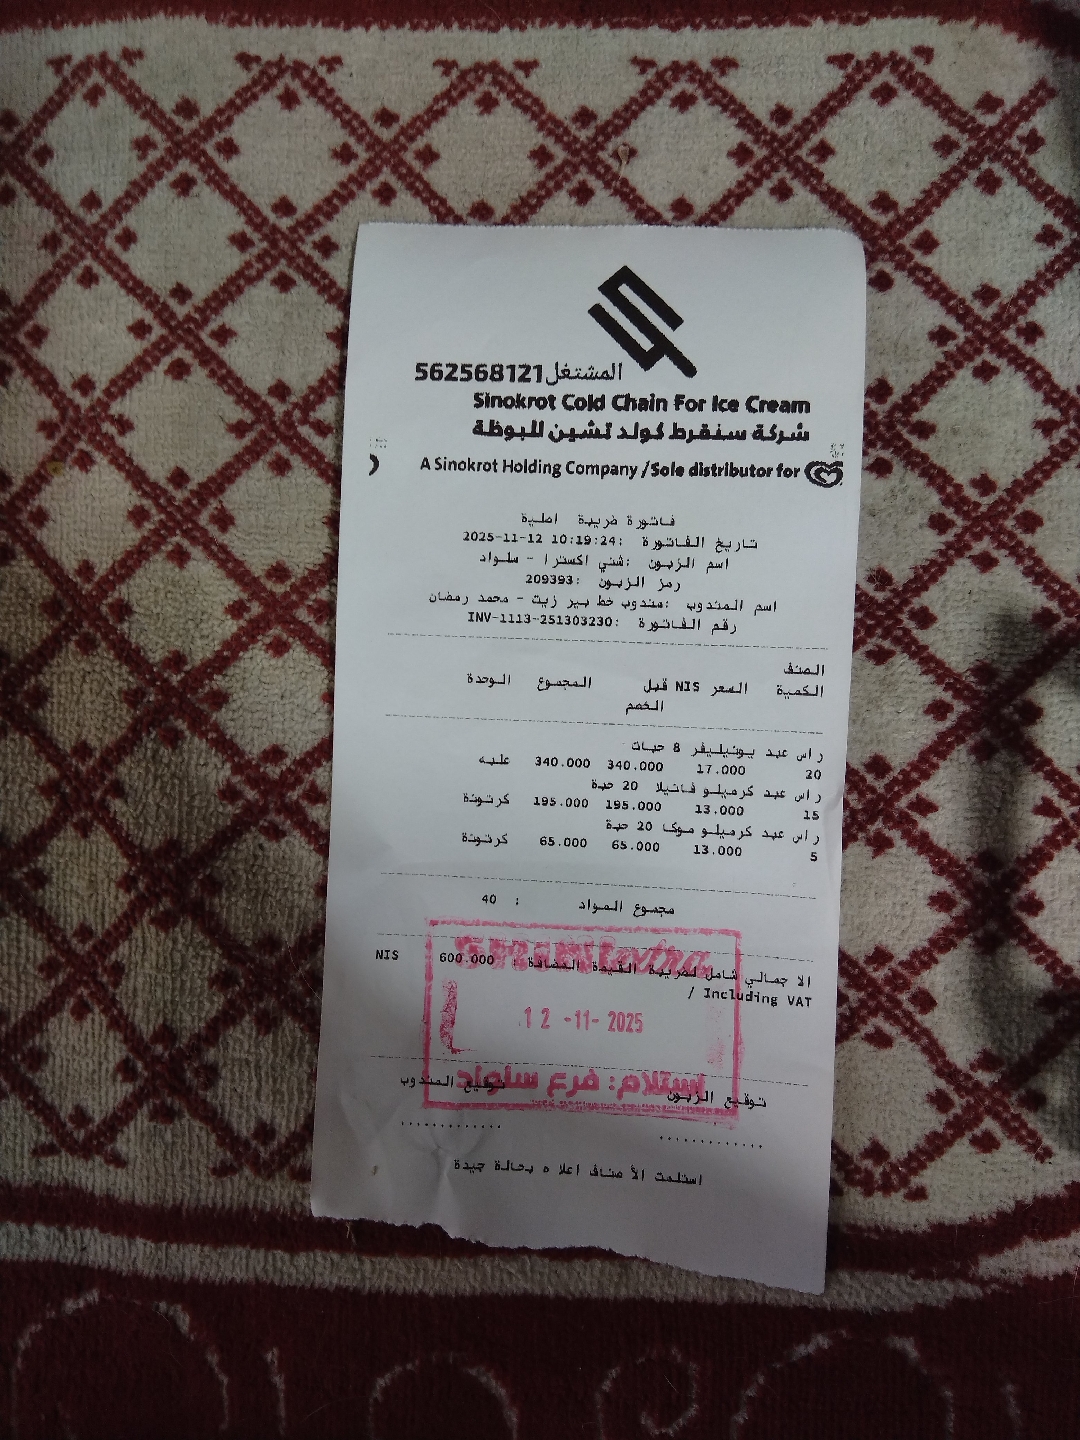 المشتغل 562568121
Sinokrot Cold Chain For Ice Cream
شركة سنقرط كولد تشين للبوظة
A Sinokrot Holding Company /Sole distributor for
فاتورة ضريبة اصلية
تاريخ الفاتورة :2025-11-12 10:19:24
اسم الزبون :شني اكسترا - سلواد
رمز الزبون :209393
اسم المندوب :مندوب خط بير زيت - محمد رمضان
رقم الفاتورة :INV-1113-251303230
الصنف
الكمية السعر NIS قبل المجموع الوحدة
الخصم
راس عبد يونيليفر 8 حبات
20 17.000 340.000 340.000 علبه
راس عبد كرميلو فانيلا 20 حبة
15 13.000 195.000 195.000 كرتونة
راس عبد كرميلو موكا 20 حبة
5 13.000 65.000 65.000 كرتونة
مجموع المواد : 40
الاجمالي شامل لضريبة القيمة المضافة : 600.000 NIS
/ Including VAT
12 -11- 2025
استلام: فرع سلواد
توقيع الزبون توقيع المندوب
استلمت الأصناف اعلاه بحالة جيدة